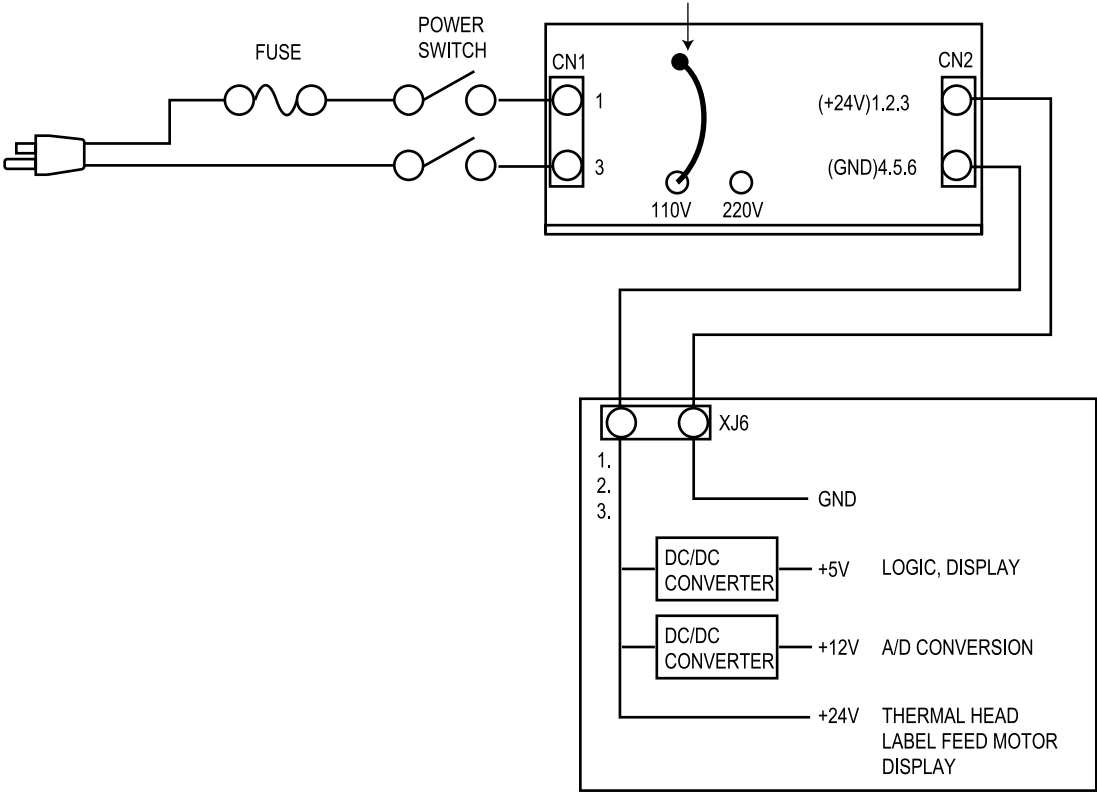 POWER
SWITCH
FUSE
CN1
CN2
1
(+24V)1.2.3
3
(GND)4.5.6
110V
220V
XJ6
1.
2.
3.
GND
DC/DC
CONVERTER
+5V
LOGIC, DISPLAY
DC/DC
CONVERTER
+12V
A/D CONVERSION
+24V
THERMAL HEAD
LABEL FEED MOTOR
DISPLAY